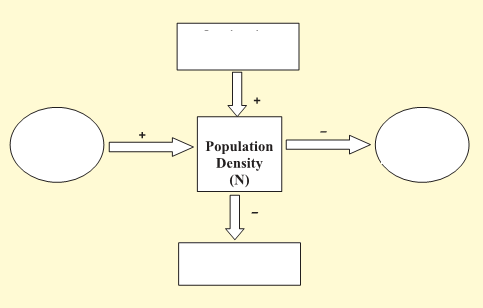 +
+
Population
Density
(N)
–
–